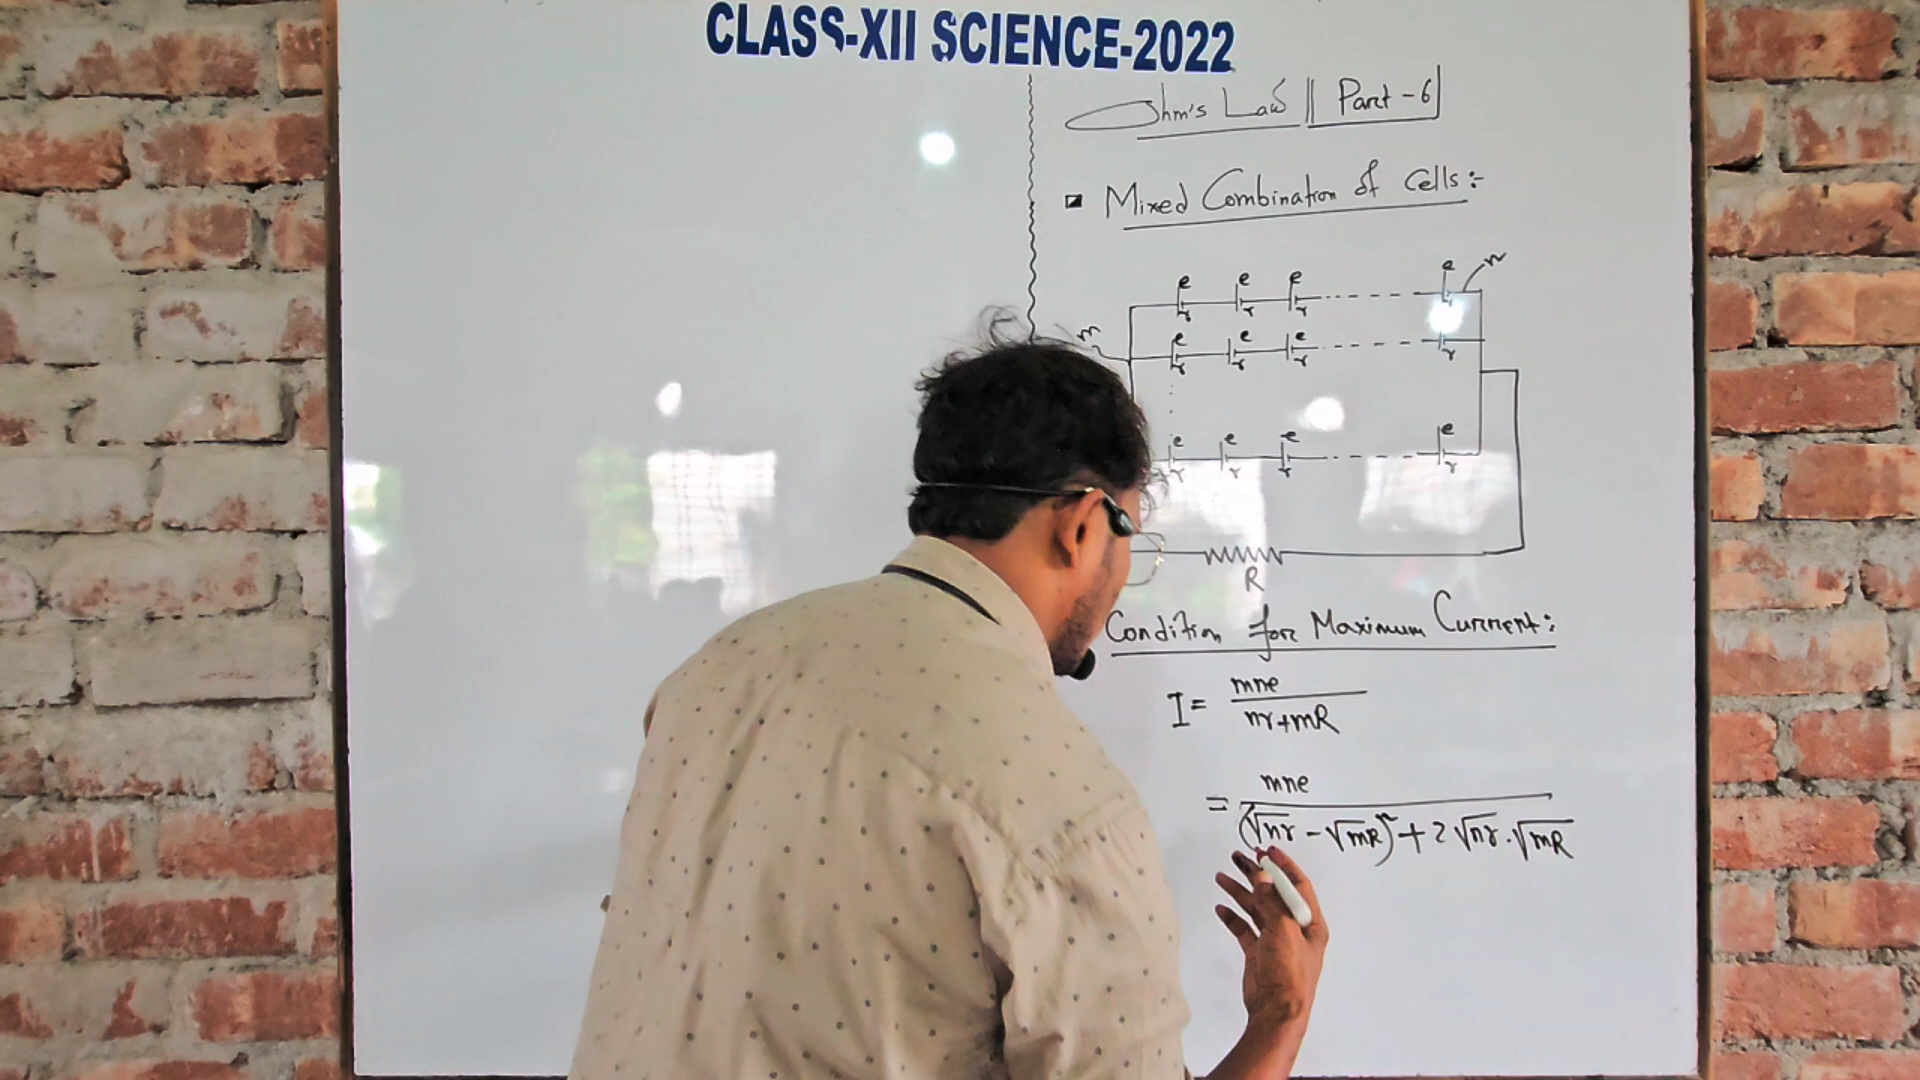 CLASS-XII SCIENCE-2022
Ohm's Law || Part-6
Mixed Combination of Cells:-
e e e e n
r r r
m e e e
r r r r
e e e e
r r r r
R
Condition for Maximum Current:
I = mne
nr+mR
= mne
(√nr - √mR)² + 2√nr.√mR